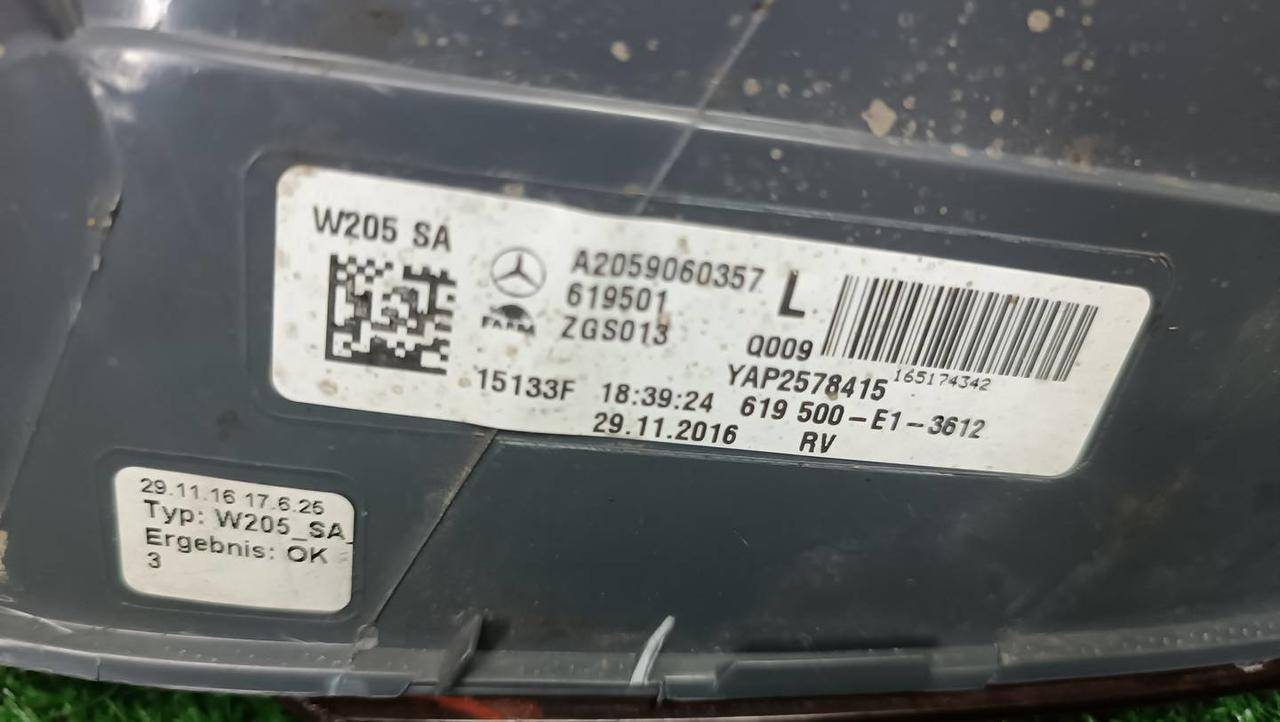 W205 SA
A2059060357 L
619501
FARBA
ZGS013
Q009
165174342
15133F 18:39:24 YAP2578415
29.11.2016 619 500-E1-3612
RV
29.11.16 17.6.25
Typ: W205_SA_
Ergebnis: OK
3